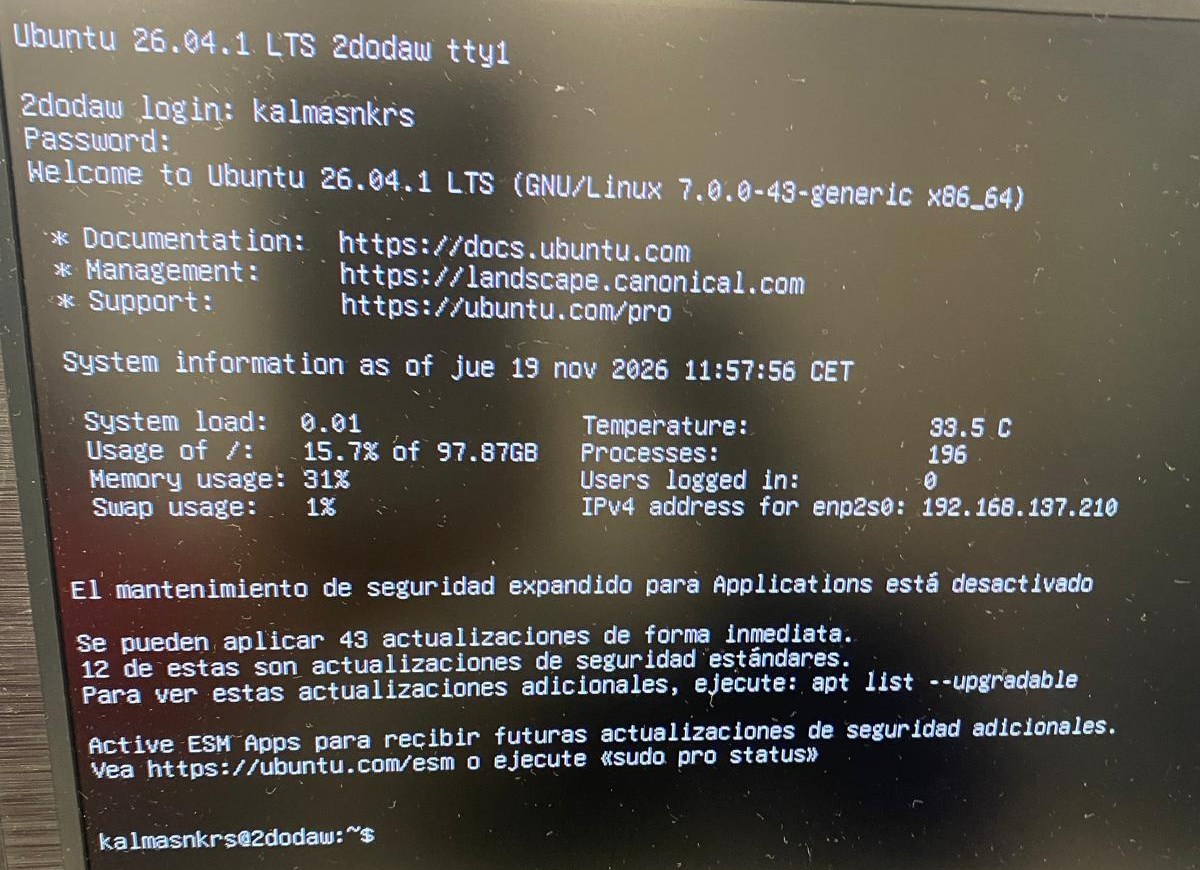 Ubuntu 26.04.1 LTS 2dodaw tty1
2dodaw login: kalmasnkrs
Password:
Welcome to Ubuntu 26.04.1 LTS (GNU/Linux 7.0.0-43-generic x86_64)
* Documentation: https://docs.ubuntu.com
* Management: https://landscape.canonical.com
* Support: https://ubuntu.com/pro
System information as of jue 19 nov 2026 11:57:56 CET
System load: 0.01 Temperature: 33.5 C
Usage of /: 15.7% of 97.87GB Processes: 196
Memory usage: 31% Users logged in: 0
Swap usage: 1% IPv4 address for enp2s0: 192.168.137.210
El mantenimiento de seguridad expandido para Applications está desactivado
Se pueden aplicar 43 actualizaciones de forma inmediata.
12 de estas son actualizaciones de seguridad estándares.
Para ver estas actualizaciones adicionales, ejecute: apt list --upgradable
Active ESM Apps para recibir futuras actualizaciones de seguridad adicionales.
Vea https://ubuntu.com/esm o ejecute «sudo pro status»
kalmasnkrs@2dodaw:~$